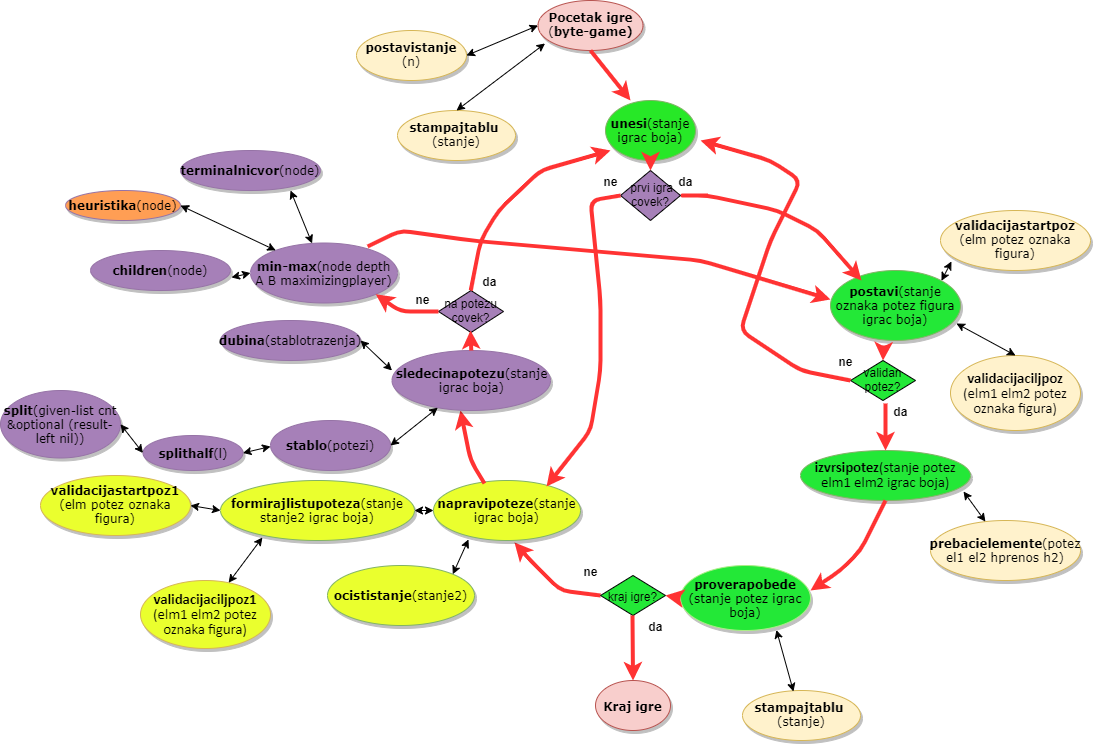 Pocetak igre
(byte-game)
postavistanje
(n)
stampajtablu
(stanje)
unesi(stanje
igrac boja)
ne
prvi igra
covek?
da
terminalnicvor(node)
heuristika(node)
children(node)
min-max(node depth
A B maximizingplayer)
da
ne
na potezu
covek?
validacijastartpoz
(elm potez oznaka
figura)
postavi(stanje
oznaka potez figura
igrac boja)
validacijaciljpoz
(elm1 elm2 potez
oznaka figura)
ne
validan
potez?
da
dubina(stablotrazenja)
sledecinapotezu(stanje
igrac boja)
split(given-list cnt
&optional (result-
left nil))
splithalf(l)
stablo(potezi)
izvrsipotez(stanje potez
elm1 elm2 igrac boja)
validacijastartpoz1
(elm potez oznaka
figura)
formirajlistupoteza(stanje
stanje2 igrac boja)
napravipoteze(stanje
igrac boja)
prebacielemente(potez
el1 el2 hprenos h2)
validacijaciljpoz1
(elm1 elm2 potez
oznaka figura)
ocististanje(stanje2)
ne
kraj igre?
da
proverapobede
(stanje potez igrac
boja)
Kraj igre
stampajtablu
(stanje)